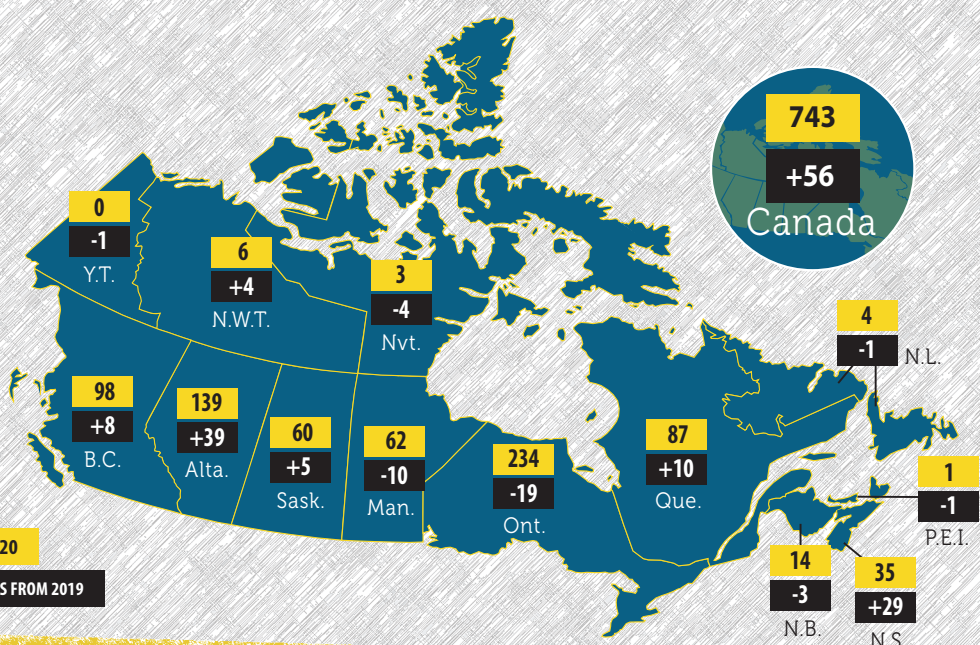 743
+56
Canada
0
-1
Y.T.
6
+4
N.W.T.
3
-4
Nvt.
4
-1
N.L.
98
+8
B.C.
139
+39
Alta.
60
+5
Sask.
62
-10
Man.
234
-19
Ont.
87
+10
Que.
1
-1
P.E.I.
14
-3
N.B.
35
+29
N.S.
20
S FROM 2019